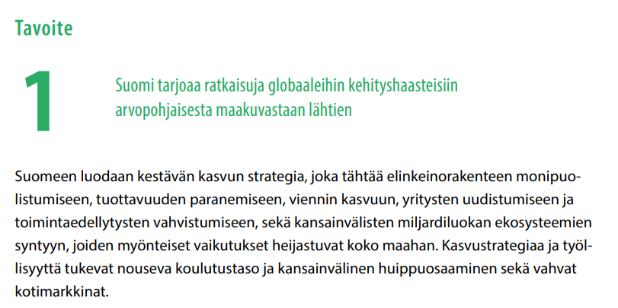 Tavoite
1
Suomi tarjoaa ratkaisuja globaaleihin kehityshaasteisiin
arvopohjaisesta maakuvastaan lähtien
Suomeen luodaan kestävän kasvun strategia, joka tähtää elinkeinorakenteen monipuo-
listumiseen, tuottavuuden paranemiseen, viennin kasvuun, yritysten uudistumiseen ja
toimintaedellytysten vahvistumiseen, sekä kansainvälisten miljardiluokan ekosysteemien
syntyyn, joiden myönteiset vaikutukset heijastuvat koko maahan. Kasvustrategiaa ja työl-
lisyyttä tukevat nouseva koulutustaso ja kansainvälinen huippuosaaminen sekä vahvat
kotimarkkinat.